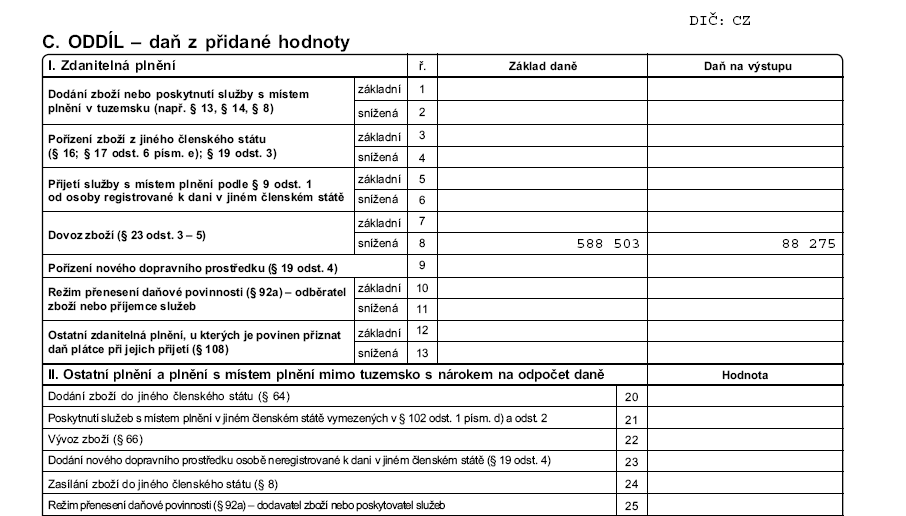 DIČ: CZ
C. ODDÍL – daň z přidané hodnoty
I. Zdanitelná plnění ř. Základ daně Daň na výstupu
Dodání zboží nebo poskytnutí služby s místem
plnění v tuzemsku (např. § 13, § 14, § 8)
základní 1
snížená 2
Pořízení zboží z jiného členského státu
(§ 16; § 17 odst. 6 písm. e); § 19 odst. 3)
základní 3
snížená 4
Přijetí služby s místem plnění podle § 9 odst. 1
od osoby registrované k dani v jiném členském státě
základní 5
snížená 6
Dovoz zboží (§ 23 odst. 3 – 5)
základní 7
snížená 8 588 503 88 275
Pořízení nového dopravního prostředku (§ 19 odst. 4) 9
Režim přenesení daňové povinnosti (§ 92a) – odběratel
zboží nebo příjemce služeb
základní 10
snížená 11
Ostatní zdanitelná plnění, u kterých je povinen přiznat
daň plátce při jejich přijetí (§ 108)
základní 12
snížená 13
II. Ostatní plnění a plnění s místem plnění mimo tuzemsko s nárokem na odpočet daně Hodnota
Dodání zboží do jiného členského státu (§ 64) 20
Poskytnutí služeb s místem plnění v jiném členském státě vymezených v § 102 odst. 1 písm. d) a odst. 2 21
Vývoz zboží (§ 66) 22
Dodání nového dopravního prostředku osobě neregistrované k dani v jiném členském státě (§ 19 odst. 4) 23
Zasílání zboží do jiného členského státu (§ 8) 24
Režim přenesení daňové povinnosti (§ 92a) – dodavatel zboží nebo poskytovatel služeb 25